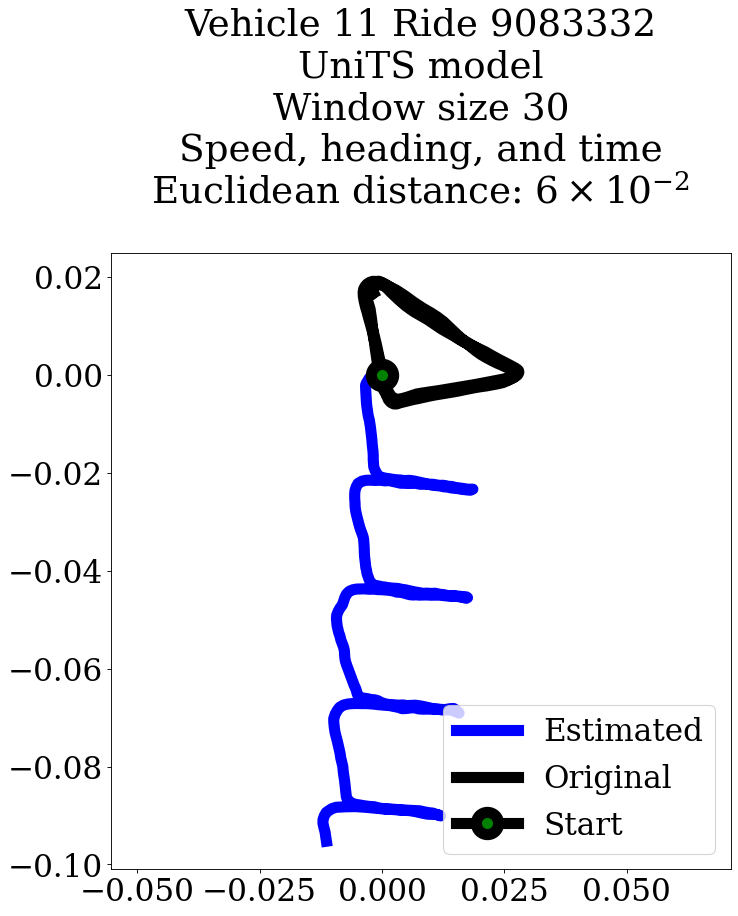 Vehicle 11 Ride 9083332
UniTS model
Window size 30
Speed, heading, and time
Euclidean distance: 6 × 10⁻²
0.02
0.00
−0.02
−0.04
−0.06
−0.08
−0.10
Estimated
Original
Start
−0.050 −0.025 0.000 0.025 0.050